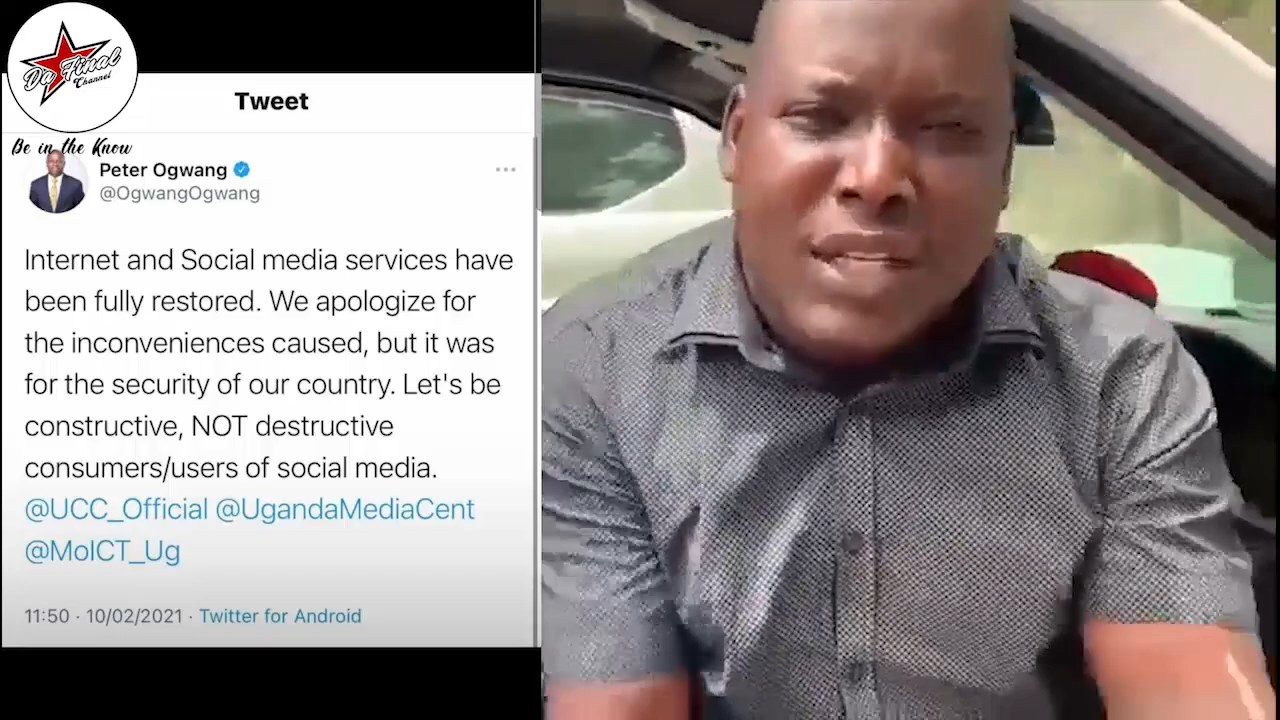 Da Final
Channel
Be in the Know
Tweet
Peter Ogwang
@OgwangOgwang
Internet and Social media services have
been fully restored. We apologize for
the inconveniences caused, but it was
for the security of our country. Let's be
constructive, NOT destructive
consumers/users of social media.
@UCC_Official @UgandaMediaCent
@MoICT_Ug
11:50 · 10/02/2021 · Twitter for Android